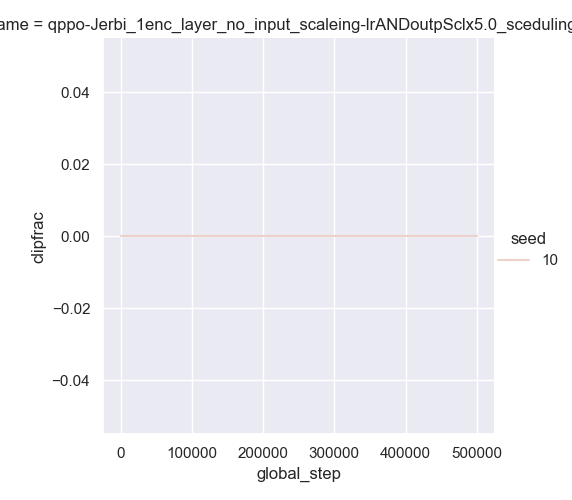 ame = qppo-Jerbi_1enc_layer_no_input_scaleing-lrANDoutpSclx5.0_sceduling
0.04
0.02
0.00
−0.02
−0.04
clipfrac
0 100000 200000 300000 400000 500000
global_step
seed
10